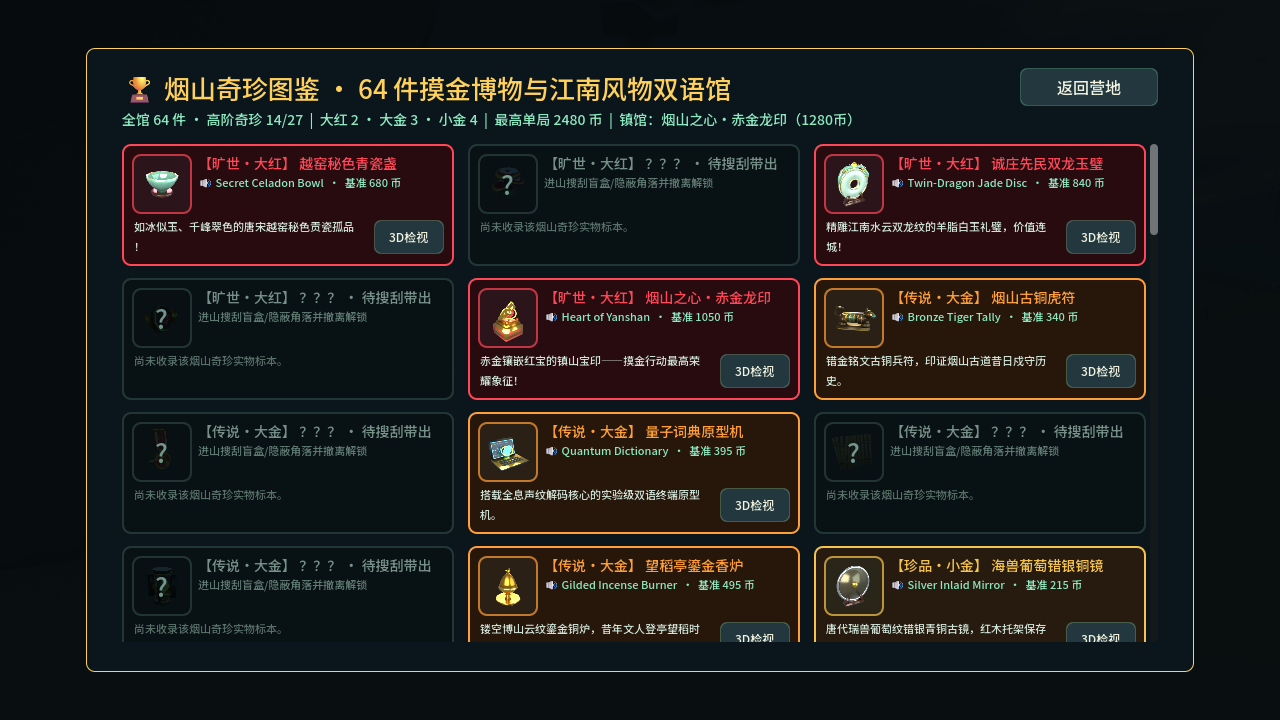 烟山奇珍图鉴 · 64 件摸金博物与江南风物双语馆
返回营地
全馆 64 件 · 高阶奇珍 14/27 | 大红 2 · 大金 3 · 小金 4 | 最高单局 2480 币 | 镇馆：烟山之心·赤金龙印（1280币）
【旷世·大红】 越窑秘色青瓷盏
Secret Celadon Bowl · 基准 680 币
如冰似玉、千峰翠色的唐宋越窑秘色贡瓷孤品
！
3D检视
【旷世·大红】？？？ · 待搜刮带出
进山搜刮盲盒/隐蔽角落并撤离解锁
?
尚未收录该烟山奇珍实物标本。
【旷世·大红】 诚庄先民双龙玉璧
Twin-Dragon Jade Disc · 基准 840 币
精雕江南水云双龙纹的羊脂白玉礼璧，价值连
城！
3D检视
【旷世·大红】？？？ · 待搜刮带出
进山搜刮盲盒/隐蔽角落并撤离解锁
?
尚未收录该烟山奇珍实物标本。
【旷世·大红】 烟山之心·赤金龙印
Heart of Yanshan · 基准 1050 币
赤金镶嵌红宝的镇山宝印——摸金行动最高荣
耀象征！
3D检视
【传说·大金】 烟山古铜虎符
Bronze Tiger Tally · 基准 340 币
错金铭文古铜兵符，印证烟山古道昔日戍守历
史。
3D检视
【传说·大金】？？？ · 待搜刮带出
进山搜刮盲盒/隐蔽角落并撤离解锁
?
尚未收录该烟山奇珍实物标本。
【传说·大金】 量子词典原型机
Quantum Dictionary · 基准 395 币
搭载全息声纹解码核心的实验级双语终端原型
机。
3D检视
【传说·大金】？？？ · 待搜刮带出
进山搜刮盲盒/隐蔽角落并撤离解锁
?
尚未收录该烟山奇珍实物标本。
【传说·大金】？？？ · 待搜刮带出
进山搜刮盲盒/隐蔽角落并撤离解锁
?
尚未收录该烟山奇珍实物标本。
【传说·大金】 望稻亭鎏金香炉
Gilded Incense Burner · 基准 495 币
镂空博山云纹鎏金铜炉，昔年文人登亭望稻时
3D检视
【珍品·小金】 海兽葡萄错银铜镜
Silver Inlaid Mirror · 基准 215 币
唐代瑞兽葡萄纹错银青铜古镜，红木托架保存
3D检视